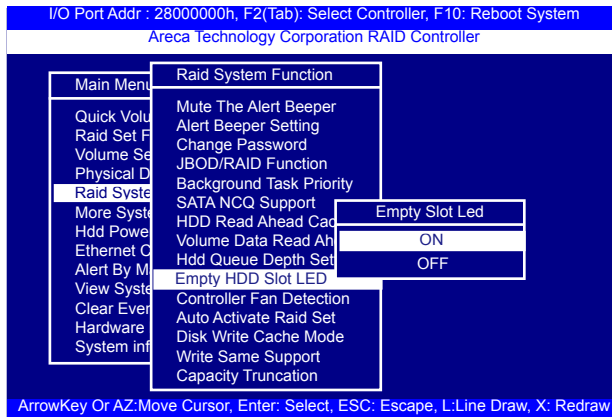 I/O Port Addr : 28000000h, F2(Tab): Select Controller, F10: Reboot System
Areca Technology Corporation RAID Controller
Main Menu
Quick Volu
Raid Set F
Volume Se
Physical D
Raid Syste
More Syste
Hdd Powe
Ethernet C
Alert By M
View Syste
Clear Even
Hardware
System inf
Raid System Function
Mute The Alert Beeper
Alert Beeper Setting
Change Password
JBOD/RAID Function
Background Task Priority
SATA NCQ Support
HDD Read Ahead Cac
Volume Data Read Ah
Hdd Queue Depth Set
Empty HDD Slot LED
Controller Fan Detection
Auto Activate Raid Set
Disk Write Cache Mode
Write Same Support
Capacity Truncation
Empty Slot Led
ON
OFF
ArrowKey Or AZ:Move Cursor, Enter: Select, ESC: Escape, L:Line Draw, X: Redraw